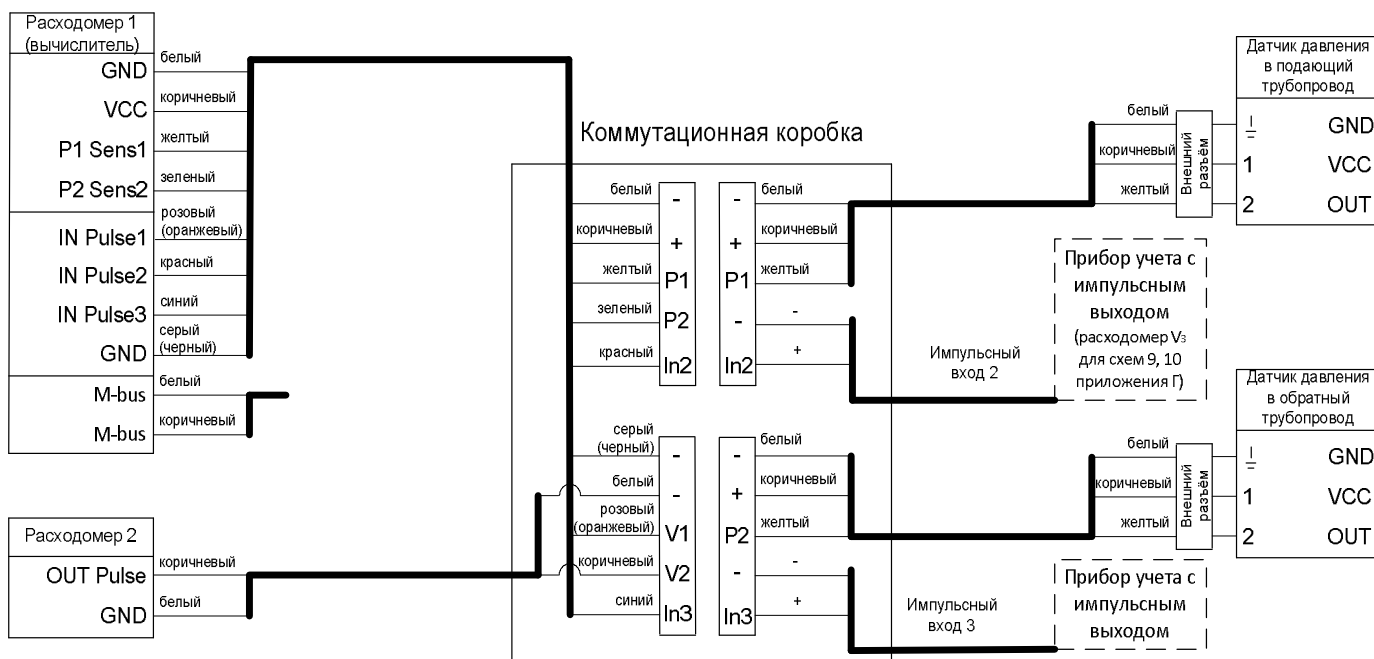 Расходомер 1
(вычислитель)
GND
VCC
P1 Sens1
P2 Sens2
IN Pulse1
IN Pulse2
IN Pulse3
GND
M-bus
M-bus
белый
коричневый
желтый
зеленый
розовый
(оранжевый)
красный
синий
серый
(черный)
белый
коричневый
Расходомер 2
OUT Pulse
GND
коричневый
белый
Коммутационная коробка
белый
коричневый
желтый
зеленый
красный
-
+
P1
P2
In2
-
+
P1
-
In2
белый
коричневый
желтый
-
+
серый
(черный)
белый
розовый
(оранжевый)
коричневый
синий
-
-
V1
V2
In3
-
+
P2
-
In3
белый
коричневый
желтый
-
+
Импульсный
вход 2
Импульсный
вход 3
белый
коричневый
желтый
Внешний
разъём
Датчик давления
в подающий
трубопровод
GND
1 VCC
2 OUT
Прибор учета с
импульсным
выходом
(расходомер V₃
для схем 9, 10
приложения Г)
белый
коричневый
желтый
Внешний
разъём
Датчик давления
в обратный
трубопровод
GND
1 VCC
2 OUT
Прибор учета с
импульсным
выходом